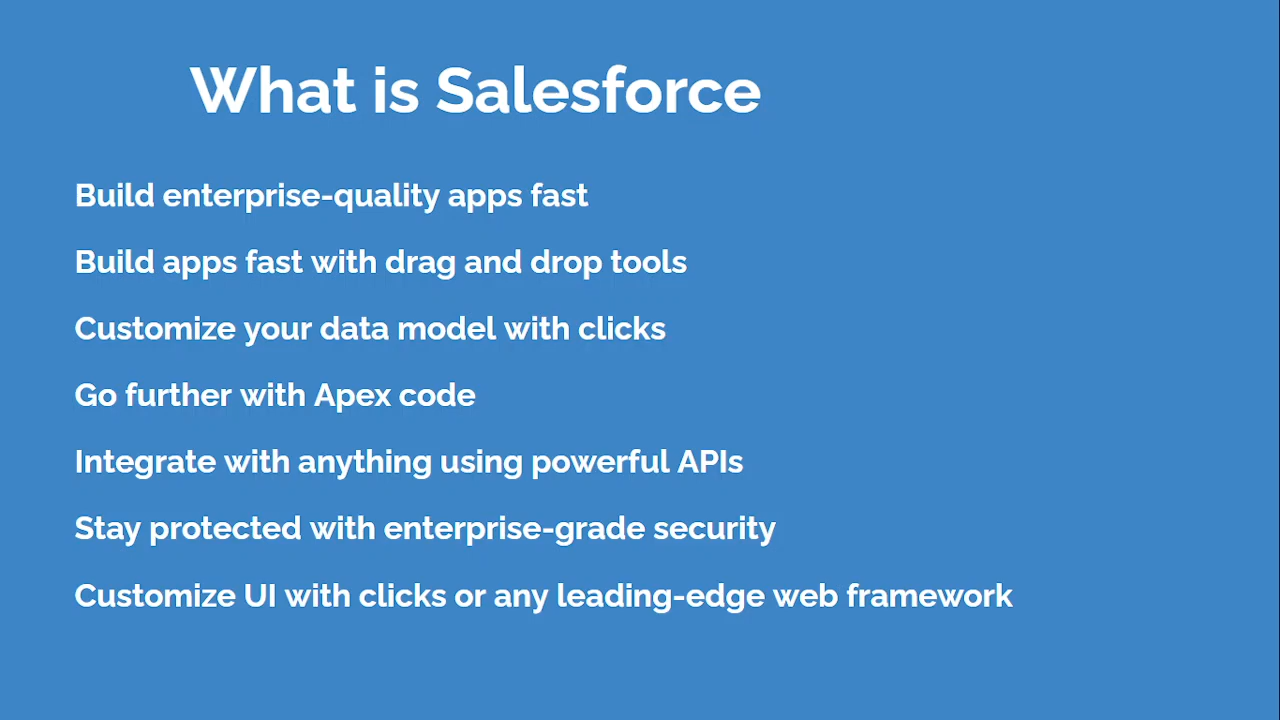 What is Salesforce
Build enterprise-quality apps fast
Build apps fast with drag and drop tools
Customize your data model with clicks
Go further with Apex code
Integrate with anything using powerful APIs
Stay protected with enterprise-grade security
Customize UI with clicks or any leading-edge web framework